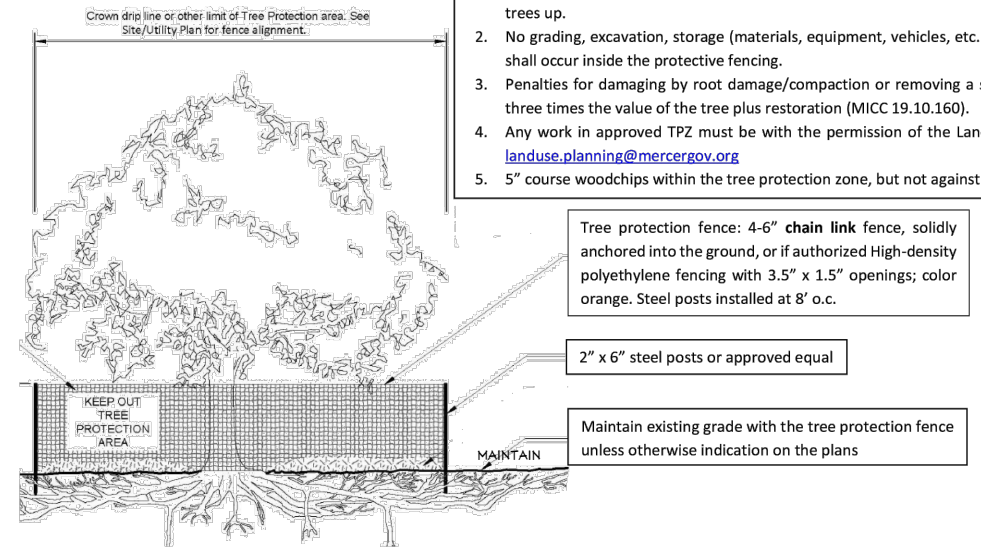 Crown drip line or other limit of Tree Protection area. See
Site/Utility Plan for fence alignment.
trees up.
2. No grading, excavation, storage (materials, equipment, vehicles, etc.
shall occur inside the protective fencing.
3. Penalties for damaging by root damage/compaction or removing a s
three times the value of the tree plus restoration (MICC 19.10.160).
4. Any work in approved TPZ must be with the permission of the Lan
landuse.planning@mercergov.org
5. 5” course woodchips within the tree protection zone, but not against
Tree protection fence: 4-6” chain link fence, solidly
anchored into the ground, or if authorized High-density
polyethylene fencing with 3.5” x 1.5” openings; color
orange. Steel posts installed at 8’ o.c.
2” x 6” steel posts or approved equal
KEEP OUT
TREE
PROTECTION
AREA
Maintain existing grade with the tree protection fence
unless otherwise indication on the plans
MAINTAIN